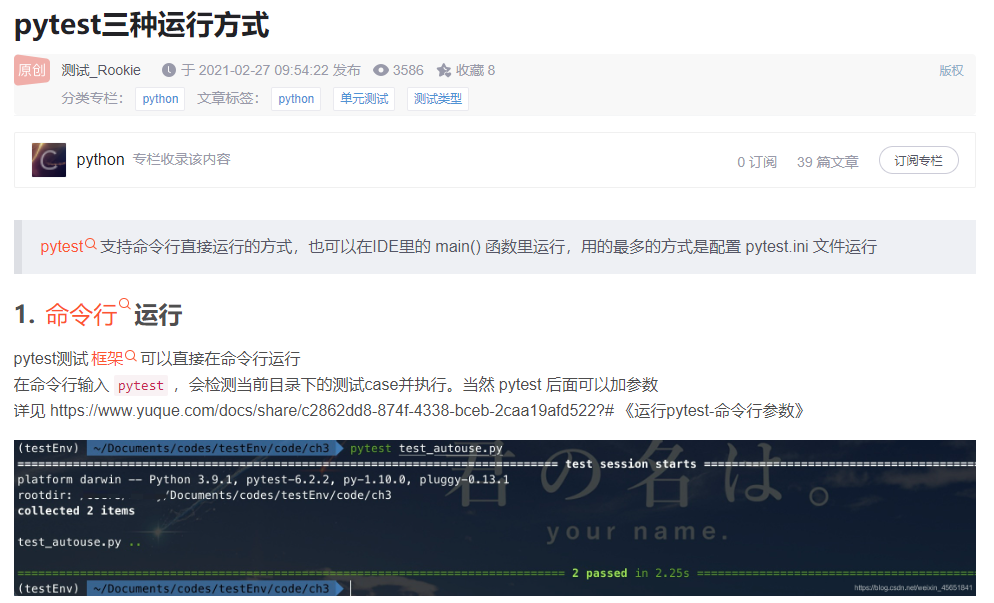 pytest三种运行方式
原创 测试_Rookie 于 2021-02-27 09:54:22 发布 3586 收藏 8 版权
分类专栏： python 文章标签： python 单元测试 测试类型
C python 专栏收录该内容 0 订阅 39 篇文章 订阅专栏
pytest 支持命令行直接运行的方式，也可以在IDE里的 main() 函数里运行，用的最多的方式是配置 pytest.ini 文件运行
1. 命令行 运行
pytest测试 框架 可以直接在命令行运行
在命令行输入 pytest ，会检测当前目录下的测试case并执行。当然 pytest 后面可以加参数
详见 https://www.yuque.com/docs/share/c2862dd8-874f-4338-bceb-2caa19afd522?# 《运行pytest-命令行参数》
(testEnv) ~/Documents/codes/testEnv/code/ch3 pytest test_autouse.py
test session starts
platform darwin -- Python 3.9.1, pytest-6.2.2, py-1.10.0, pluggy-0.13.1
rootdir: /Documents/codes/testEnv/code/ch3
collected 2 items
君の名は。
your name.
test_autouse.py ..
2 passed in 2.25s
(testEnv) ~/Documents/codes/testEnv/code/ch3
https://blog.csdn.net/weixin_45651841